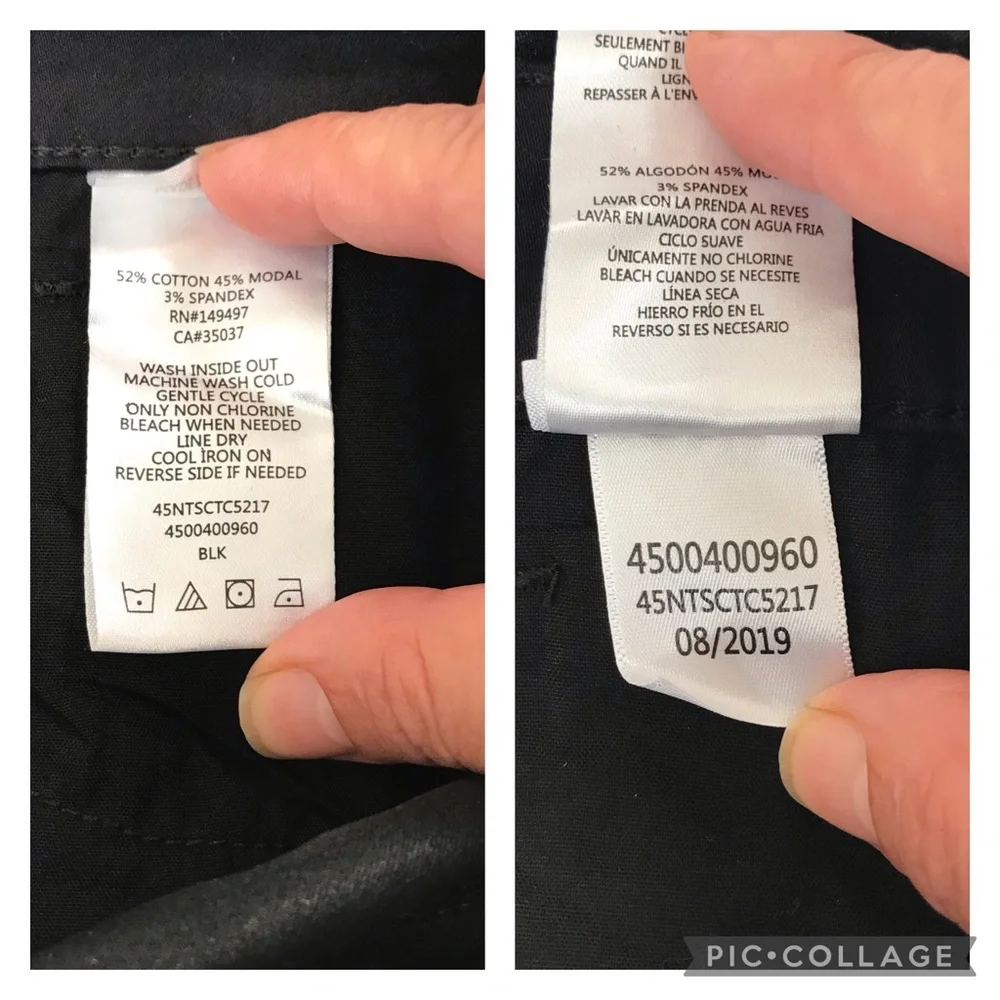 52% COTTON 45% MODAL
3% SPANDEX
RN#149497
CA#35037
WASH INSIDE OUT
MACHINE WASH COLD
GENTLE CYCLE
ONLY NON CHLORINE
BLEACH WHEN NEEDED
LINE DRY
COOL IRON ON
REVERSE SIDE IF NEEDED
45NTSCTC5217
4500400960
BLK
SEULEMENT
QUAND IL
REPASSER À
52% ALGODÓN 45%
3% SPANDEX
LAVAR CON LA PRENDA AL REVES
LAVAR EN LAVADORA CON AGUA FRIA
CICLO SUAVE
ÚNICAMENTE NO CHLORINE
BLEACH CUANDO SE NECESITE
LÍNEA SECA
HIERRO FRÍO EN EL
REVERSO SI ES NECESARIO
4500400960
45NTSCTC5217
08/2019
PIC•COLLAGE